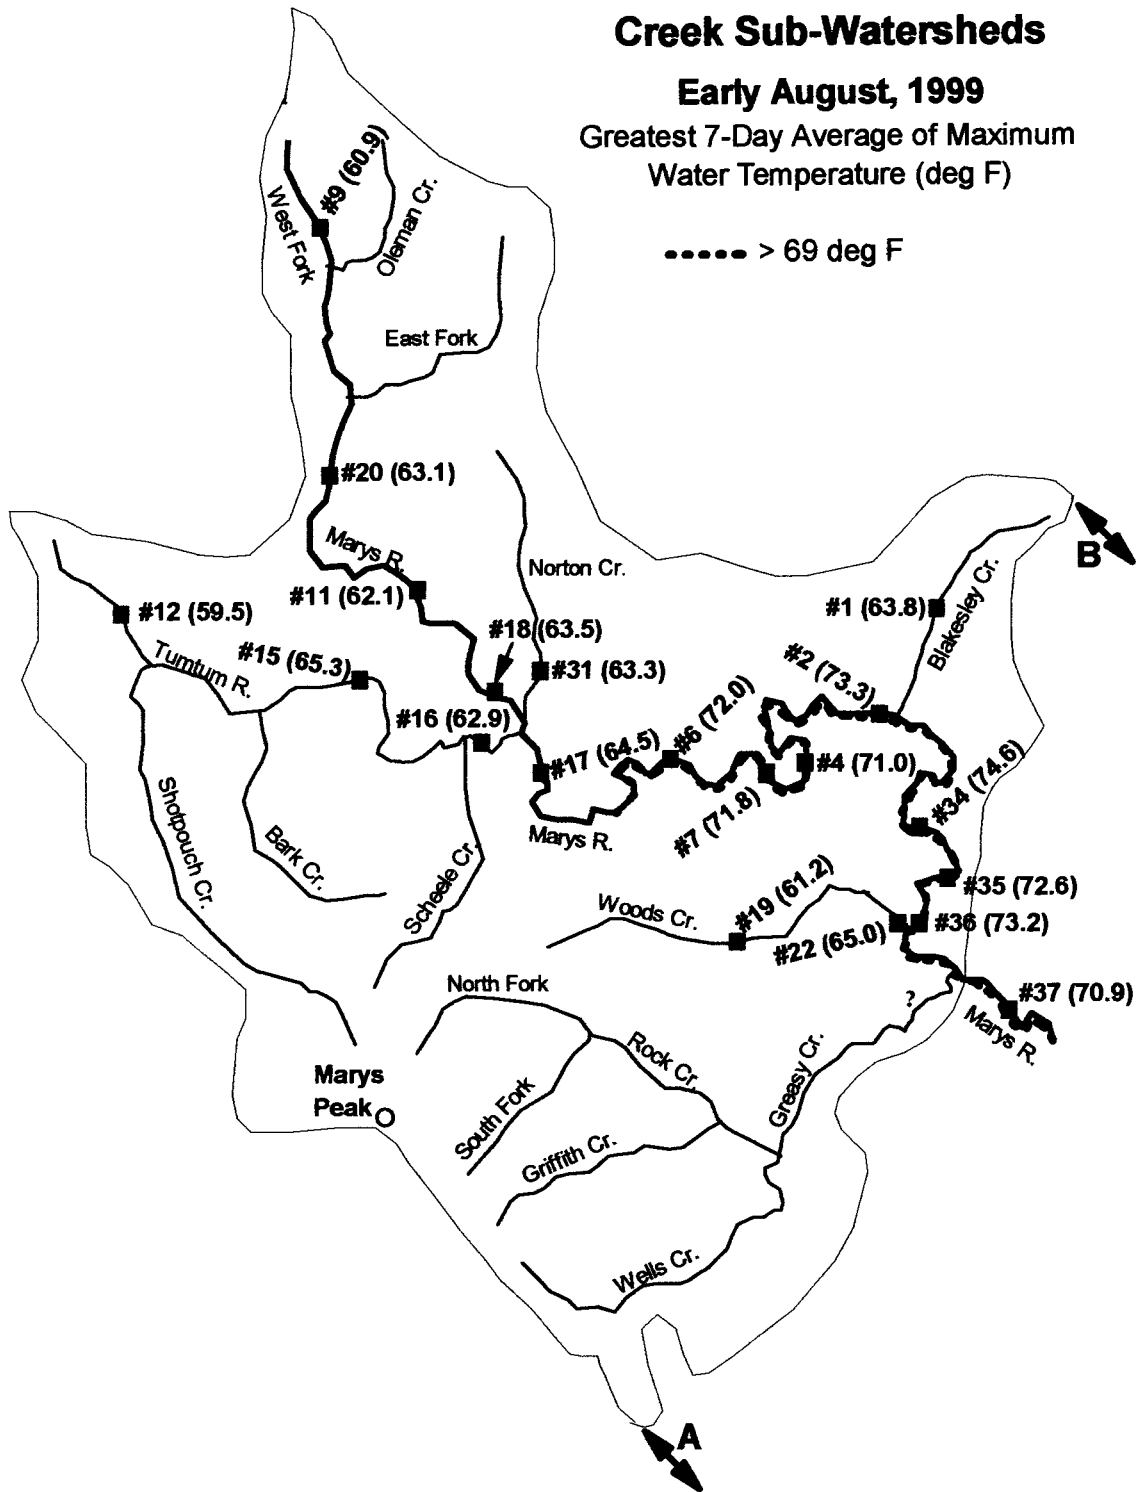 Creek Sub-Watersheds
Early August, 1999
Greatest 7-Day Average of Maximum
Water Temperature (deg F)
> 69 deg F
#9 (60.9)
West Fork
Oleman Cr.
East Fork
#20 (63.1)
Marys R.
Norton Cr.
#11 (62.1)
B
#12 (59.5)
#1 (63.8)
Blakesley Cr.
#18 (63.5)
#15 (65.3)
Tumtum R.
#31 (63.3)
#2 (73.3)
#16 (62.9)
#6 (72.0)
#17 (64.5)
#4 (71.0)
#34 (74.6)
#7 (71.8)
Marys R.
Shotpouch Cr.
Bark Cr.
Scheele Cr.
#35 (72.6)
#19 (61.2)
Woods Cr.
#36 (73.2)
#22 (65.0)
North Fork
?
#37 (70.9)
Marys R.
Rock Cr.
Greasy Cr.
Marys
Peak
South Fork
Griffith Cr.
Wells Cr.
A